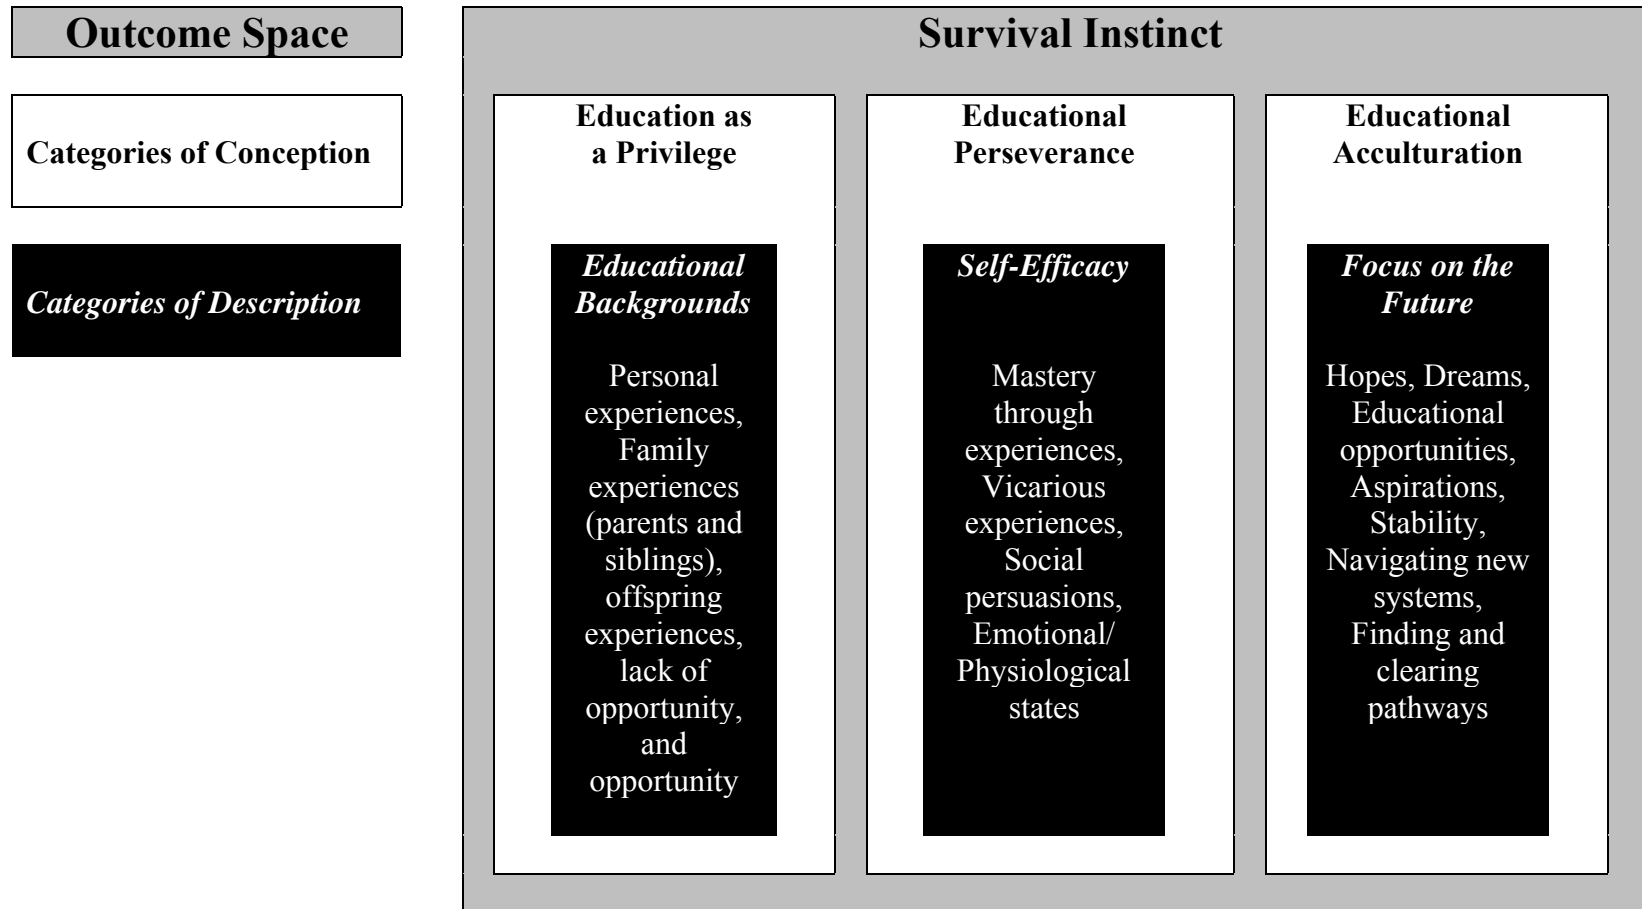 Outcome Space
Categories of Conception
Categories of Description
Survival Instinct
Education as
a Privilege
Educational
Backgrounds
Personal
experiences,
Family
experiences
(parents and
siblings),
offspring
experiences,
lack of
opportunity,
and
opportunity
Educational
Perseverance
Self-Efficacy
Mastery
through
experiences,
Vicarious
experiences,
Social
persuasions,
Emotional/
Physiological
states
Educational
Acculturation
Focus on the
Future
Hopes, Dreams,
Educational
opportunities,
Aspirations,
Stability,
Navigating new
systems,
Finding and
clearing
pathways